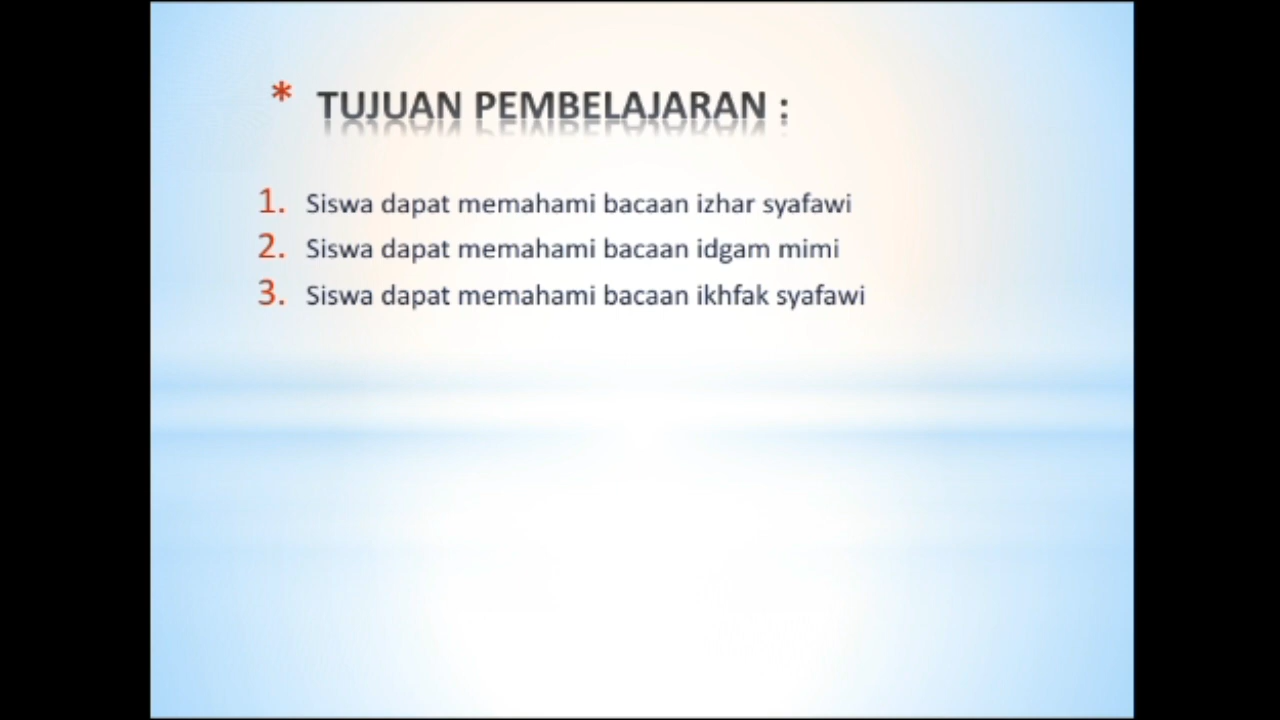 * TUJUAN PEMBELAJARAN :
1. Siswa dapat memahami bacaan izhar syafawi
2. Siswa dapat memahami bacaan idgam mimi
3. Siswa dapat memahami bacaan ikhfak syafawi